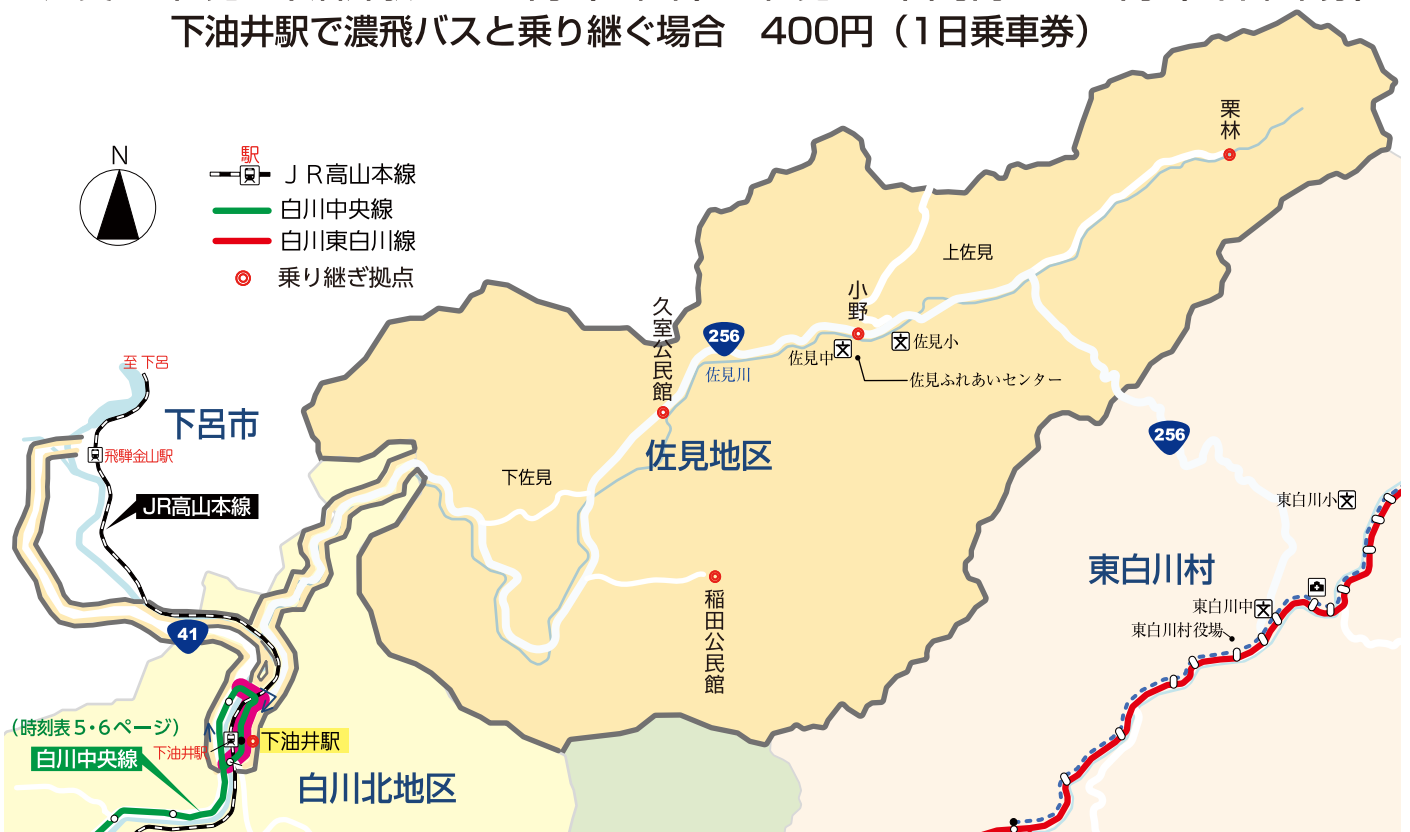 下油井駅で濃飛バスと乗り継ぐ場合　400円（1日乗車券）
N
駅
ＪＲ高山本線
白川中央線
白川東白川線
乗り継ぎ拠点
栗林
上佐見
小野
久室公民館
256
佐見川
佐見中
文
文
佐見小
佐見ふれあいセンター
至 下呂
下呂市
飛騨金山駅
JR高山本線
佐見地区
下佐見
256
東白川小
文
東白川村
稲田公民館
東白川中
文
東白川村役場
41
（時刻表５・６ページ）
白川中央線
下油井駅
下油井駅
白川北地区